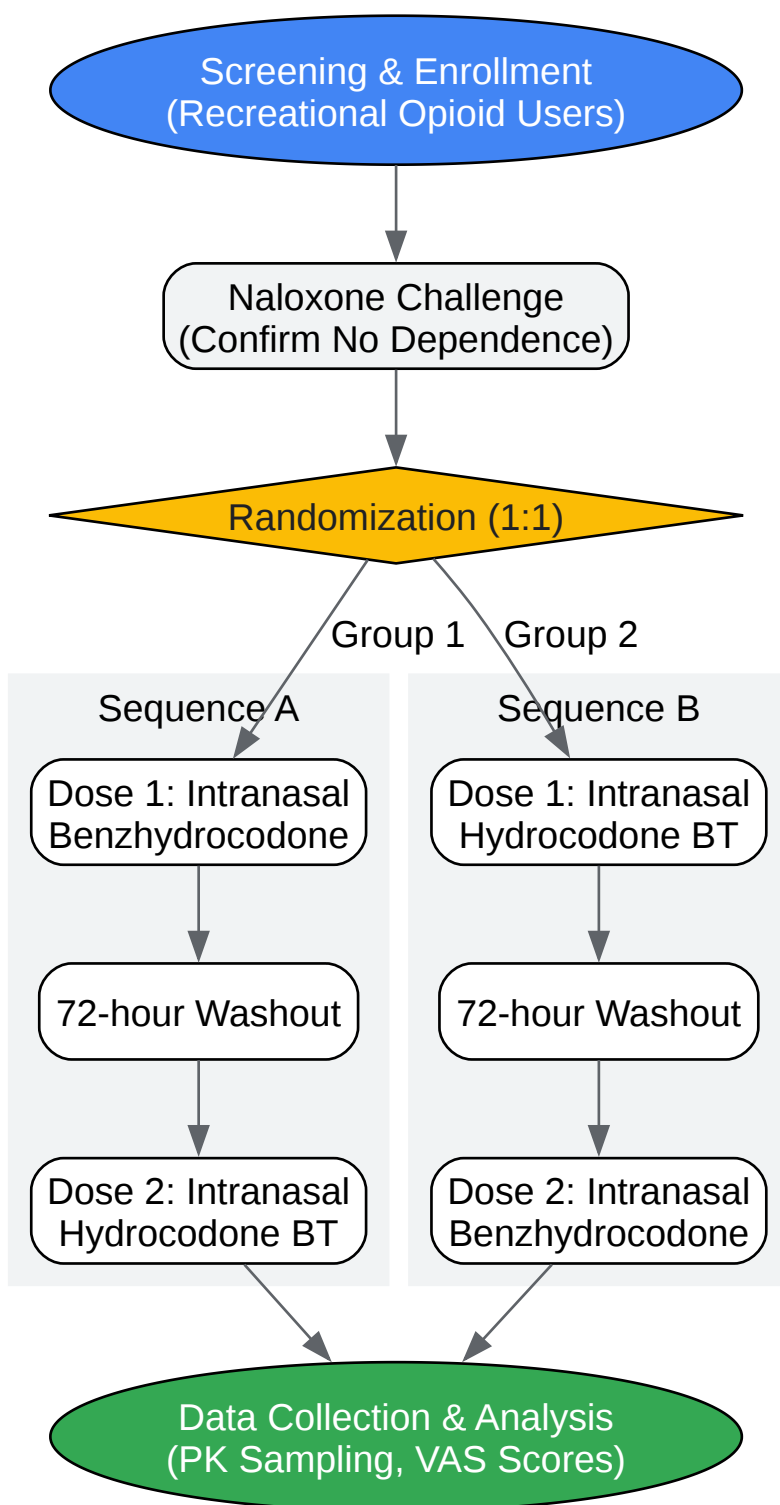 Screening & Enrollment
(Recreational Opioid Users)
Naloxone Challenge
(Confirm No Dependence)
Randomization (1:1)
Group 1
Group 2
Sequence A
Dose 1: Intranasal
Benzhydrocodone
72-hour Washout
Dose 2: Intranasal
Hydrocodone BT
Sequence B
Dose 1: Intranasal
Hydrocodone BT
72-hour Washout
Dose 2: Intranasal
Benzhydrocodone
Data Collection & Analysis
(PK Sampling, VAS Scores)